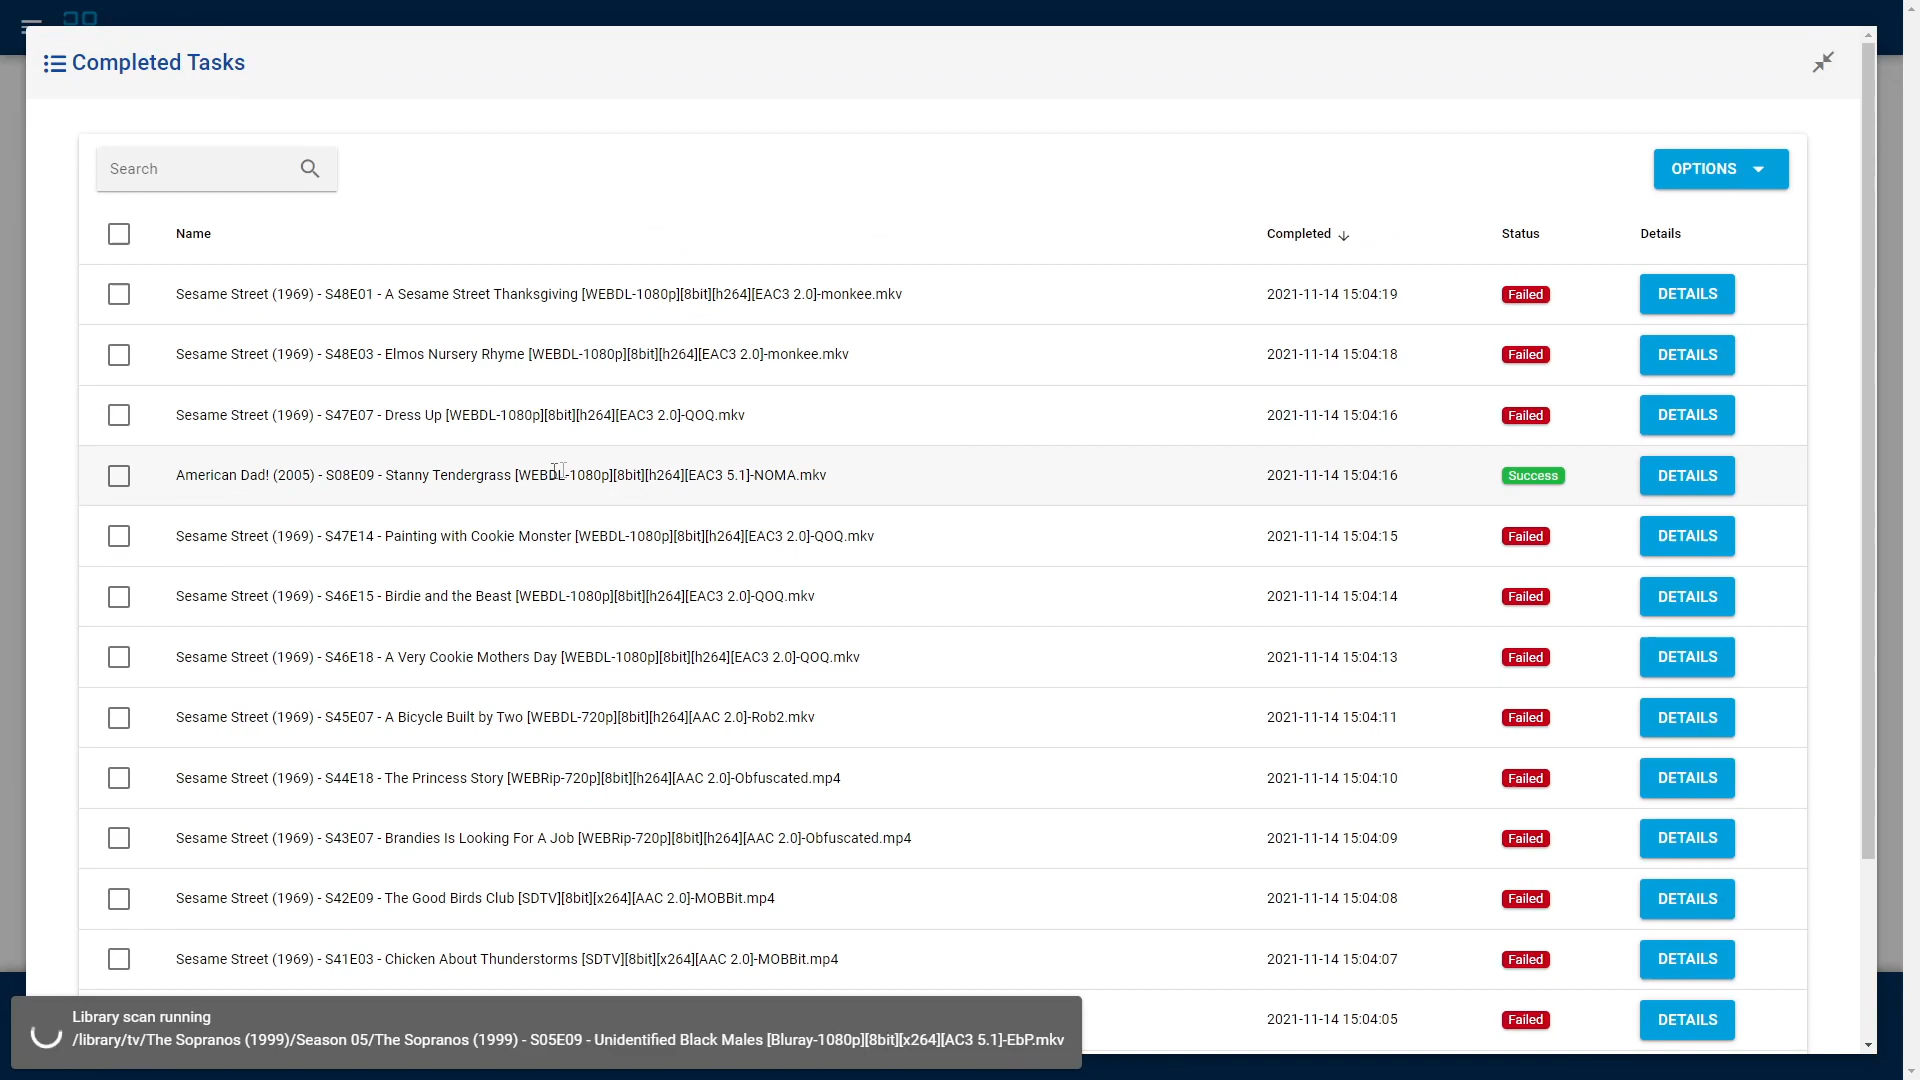 Completed Tasks
Search
OPTIONS
Name Completed Status Details
Sesame Street (1969) - S48E01 - A Sesame Street Thanksgiving [WEBDL-1080p][8bit][h264][EAC3 2.0]-monkee.mkv 2021-11-14 15:04:19 Failed DETAILS
Sesame Street (1969) - S48E03 - Elmos Nursery Rhyme [WEBDL-1080p][8bit][h264][EAC3 2.0]-monkee.mkv 2021-11-14 15:04:18 Failed DETAILS
Sesame Street (1969) - S47E07 - Dress Up [WEBDL-1080p][8bit][h264][EAC3 2.0]-QOQ.mkv 2021-11-14 15:04:16 Failed DETAILS
American Dad! (2005) - S08E09 - Stanny Tendergrass [WEBDL-1080p][8bit][h264][EAC3 5.1]-NOMA.mkv 2021-11-14 15:04:16 Success DETAILS
Sesame Street (1969) - S47E14 - Painting with Cookie Monster [WEBDL-1080p][8bit][h264][EAC3 2.0]-QOQ.mkv 2021-11-14 15:04:15 Failed DETAILS
Sesame Street (1969) - S46E15 - Birdie and the Beast [WEBDL-1080p][8bit][h264][EAC3 2.0]-QOQ.mkv 2021-11-14 15:04:14 Failed DETAILS
Sesame Street (1969) - S46E18 - A Very Cookie Mothers Day [WEBDL-1080p][8bit][h264][EAC3 2.0]-QOQ.mkv 2021-11-14 15:04:13 Failed DETAILS
Sesame Street (1969) - S45E07 - A Bicycle Built by Two [WEBDL-720p][8bit][h264][AAC 2.0]-Rob2.mkv 2021-11-14 15:04:11 Failed DETAILS
Sesame Street (1969) - S44E18 - The Princess Story [WEBRip-720p][8bit][h264][AAC 2.0]-Obfuscated.mp4 2021-11-14 15:04:10 Failed DETAILS
Sesame Street (1969) - S43E07 - Brandies Is Looking For A Job [WEBRip-720p][8bit][h264][AAC 2.0]-Obfuscated.mp4 2021-11-14 15:04:09 Failed DETAILS
Sesame Street (1969) - S42E09 - The Good Birds Club [SDTV][8bit][x264][AAC 2.0]-MOBBit.mp4 2021-11-14 15:04:08 Failed DETAILS
Sesame Street (1969) - S41E03 - Chicken About Thunderstorms [SDTV][8bit][x264][AAC 2.0]-MOBBit.mp4 2021-11-14 15:04:07 Failed DETAILS
2021-11-14 15:04:05 Failed DETAILS
Library scan running
/library/tv/The Sopranos (1999)/Season 05/The Sopranos (1999) - S05E09 - Unidentified Black Males [Bluray-1080p][8bit][x264][AC3 5.1]-EbP.mkv